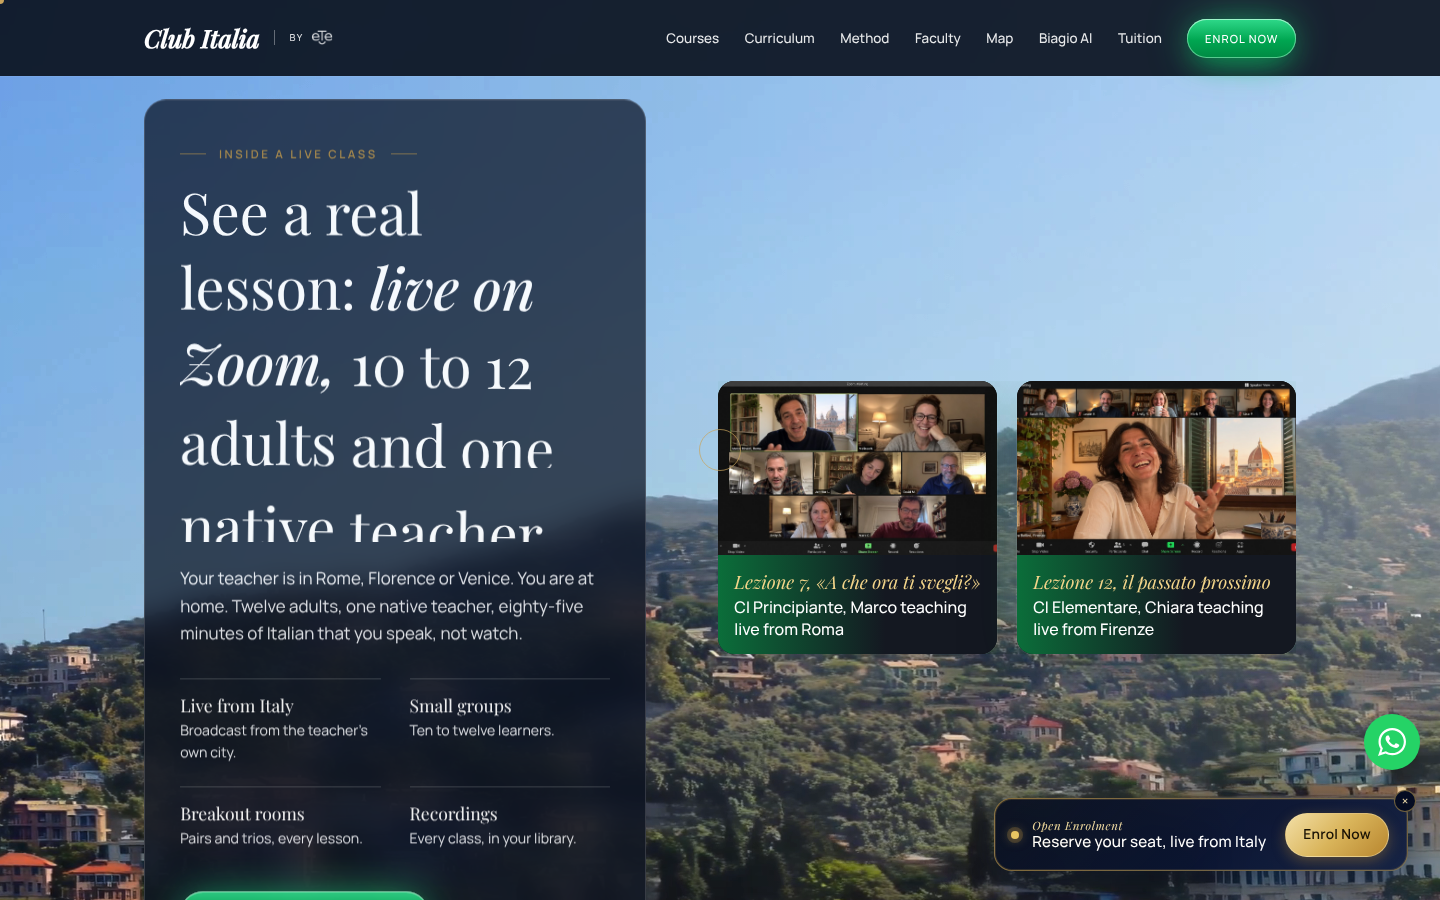 Club Italia
BY eTe
Courses Curriculum Method Faculty Map Biagio AI Tuition ENROL NOW
INSIDE A LIVE CLASS
See a real
lesson: live on
Zoom, 10 to 12
adults and one
native teacher
Your teacher is in Rome, Florence or Venice. You are at
home. Twelve adults, one native teacher, eighty-five
minutes of Italian that you speak, not watch.
Live from Italy
Broadcast from the teacher's
own city.
Small groups
Ten to twelve learners.
Breakout rooms
Pairs and trios, every lesson.
Recordings
Every class, in your library.
Lezione 7, «A che ora ti svegli?»
CI Principiante, Marco teaching
live from Roma
Lezione 12, il passato prossimo
CI Elementare, Chiara teaching
live from Firenze
Open Enrolment
Reserve your seat, live from Italy
Enrol Now
×